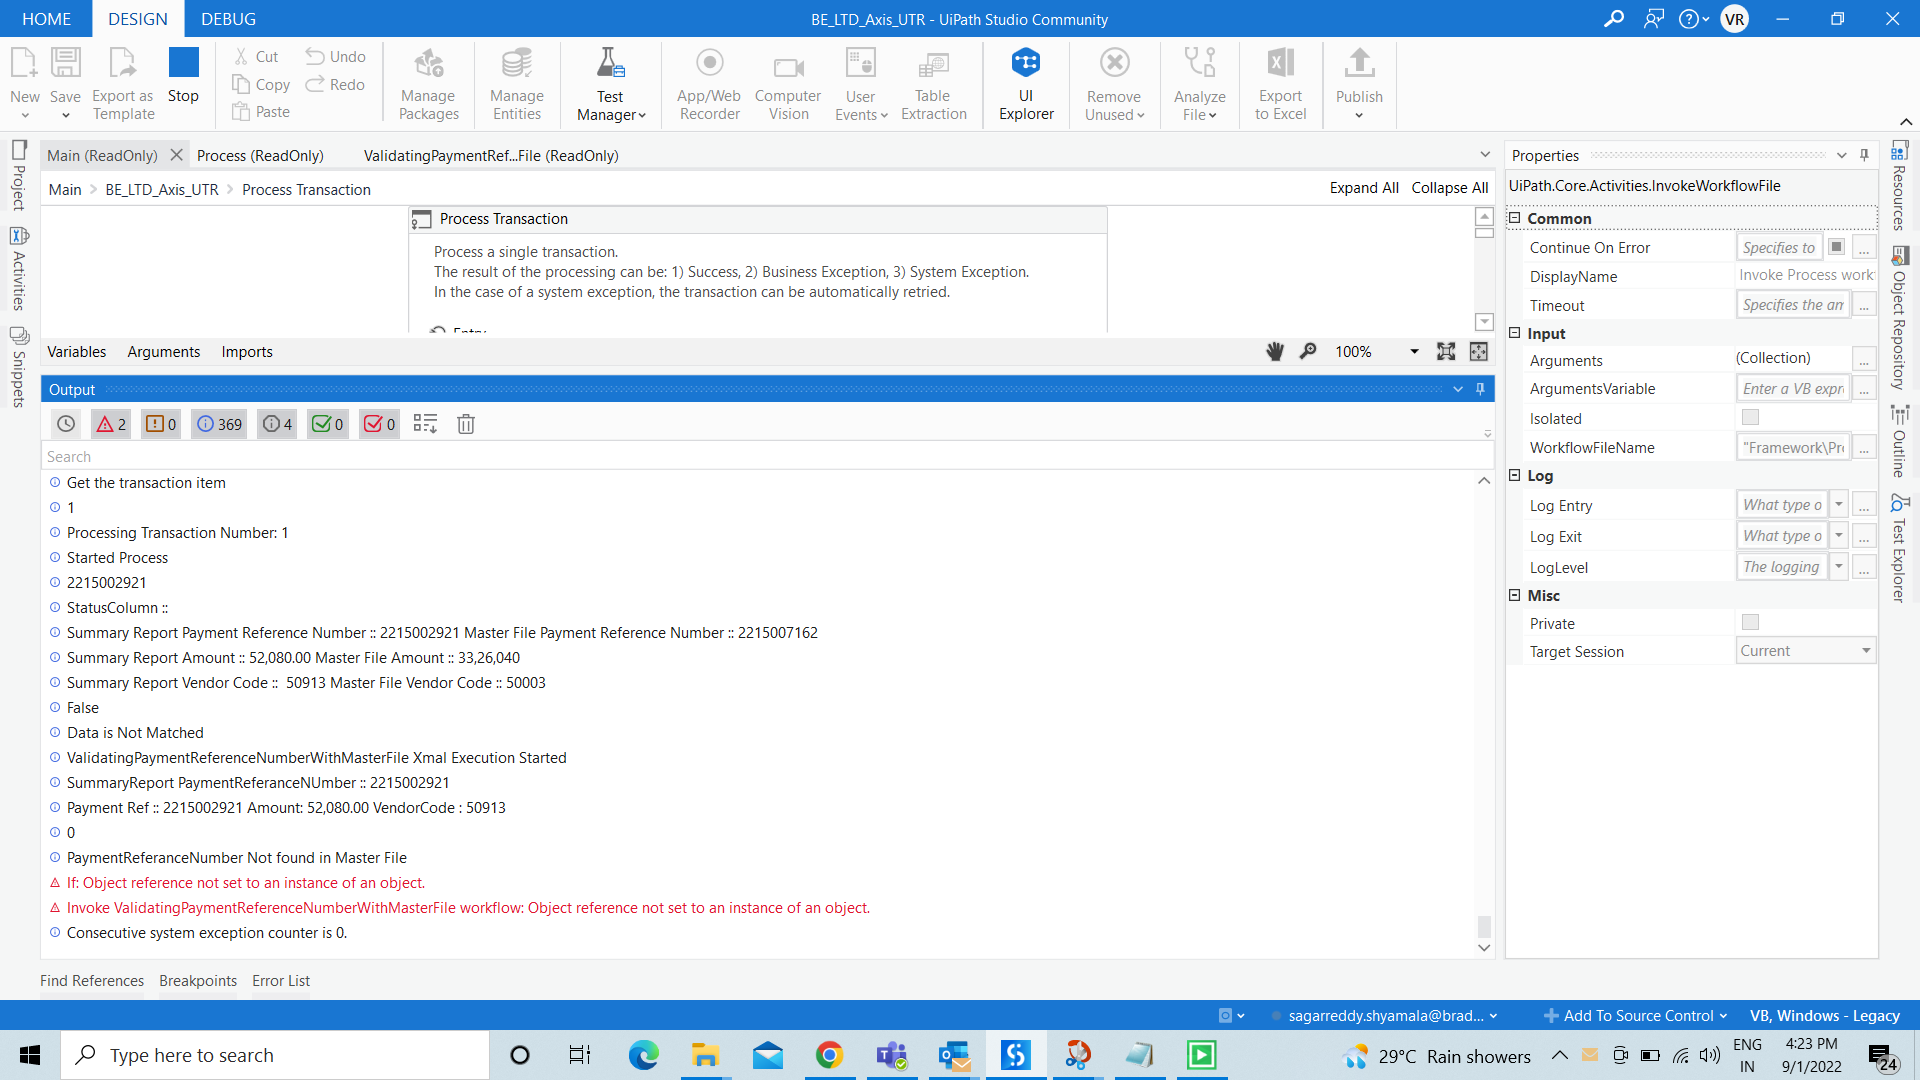 HOME DESIGN DEBUG BE_LTD_Axis_UTR - UiPath Studio Community VR
New Save Export as Template Stop Cut Copy Paste Undo Redo Manage Packages Manage Entities Test Manager App/Web Recorder Computer Vision User Events Table Extraction UI Explorer Remove Unused Analyze File Export to Excel Publish
Main (ReadOnly) Process (ReadOnly) ValidatingPaymentRef...File (ReadOnly)
Main BE_LTD_Axis_UTR Process Transaction Expand All Collapse All
Project
Activities
Snippets
Process Transaction
Process a single transaction.
The result of the processing can be: 1) Success, 2) Business Exception, 3) System Exception.
In the case of a system exception, the transaction can be automatically retried.
Entry
Variables Arguments Imports 100%
Output
2 0 369 4 0 0
Search
Get the transaction item
1
Processing Transaction Number: 1
Started Process
2215002921
StatusColumn ::
Summary Report Payment Reference Number :: 2215002921 Master File Payment Reference Number :: 2215007162
Summary Report Amount :: 52,080.00 Master File Amount :: 33,26,040
Summary Report Vendor Code ::  50913 Master File Vendor Code :: 50003
False
Data is Not Matched
ValidatingPaymentReferenceNumberWithMasterFile Xmal Execution Started
SummaryReport PaymentReferanceNUmber :: 2215002921
Payment Ref :: 2215002921 Amount: 52,080.00 VendorCode : 50913
0
PaymentReferanceNumber Not found in Master File
If: Object reference not set to an instance of an object.
Invoke ValidatingPaymentReferenceNumberWithMasterFile workflow: Object reference not set to an instance of an object.
Consecutive system exception counter is 0.
Find References Breakpoints Error List
Properties
UiPath.Core.Activities.InvokeWorkflowFile
Common
Continue On Error Specifies to ...
DisplayName Invoke Process work
Timeout Specifies the am ...
Input
Arguments (Collection) ...
ArgumentsVariable Enter a VB expr ...
Isolated
WorkflowFileName "Framework\Pro ...
Log
Log Entry What type o ...
Log Exit What type o ...
LogLevel The logging ...
Misc
Private
Target Session Current
Resources
Object Repository
Outline
Test Explorer
sagarreddy.shyamala@brad... Add To Source Control VB, Windows - Legacy
Type here to search 29°C Rain showers ENG IN 4:23 PM 9/1/2022 24